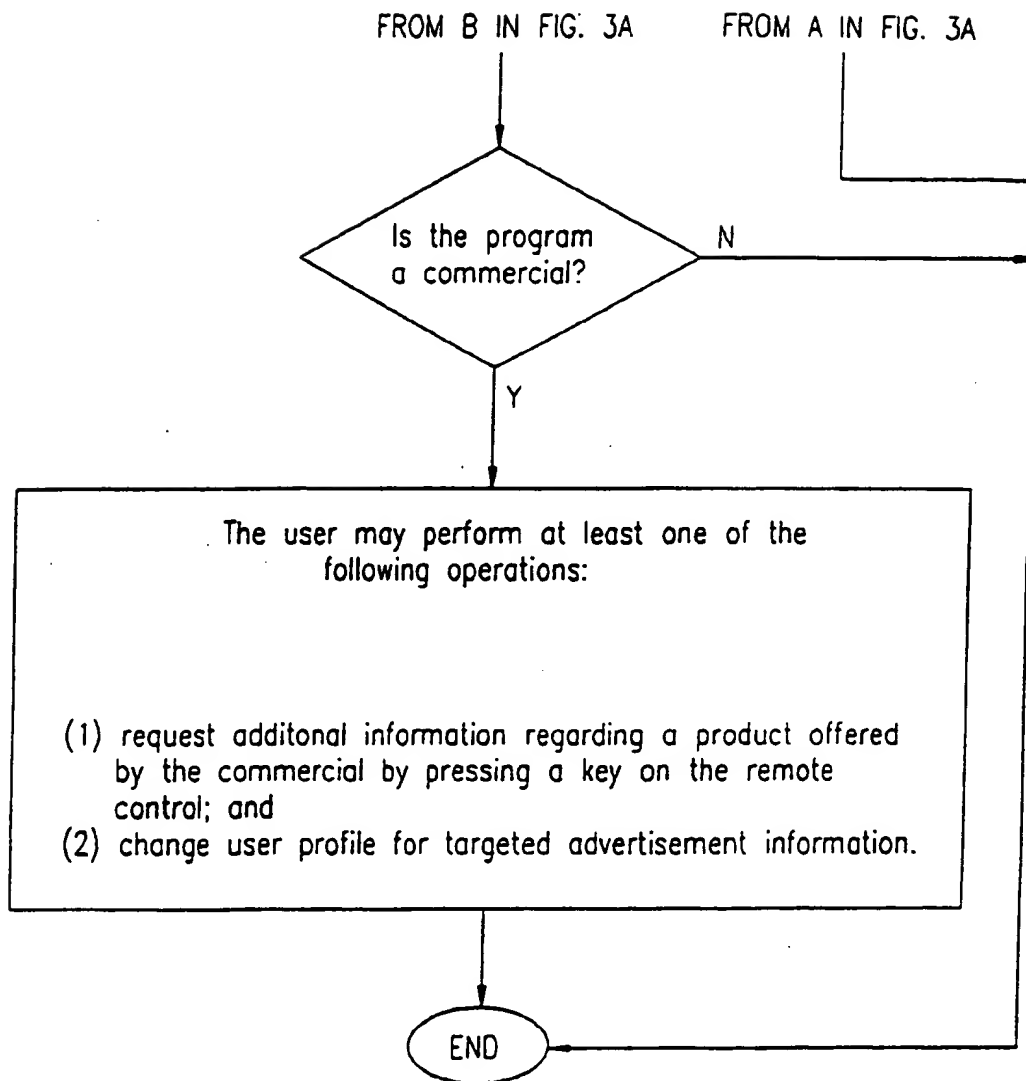 FROM B IN FIG. 3A
FROM A IN FIG. 3A
Is the program
a commercial?
N
Y
The user may perform at least one of the
following operations:
(1) request additonal information regarding a product offered
by the commercial by pressing a key on the remote
control; and
(2) change user profile for targeted advertisement information.
END